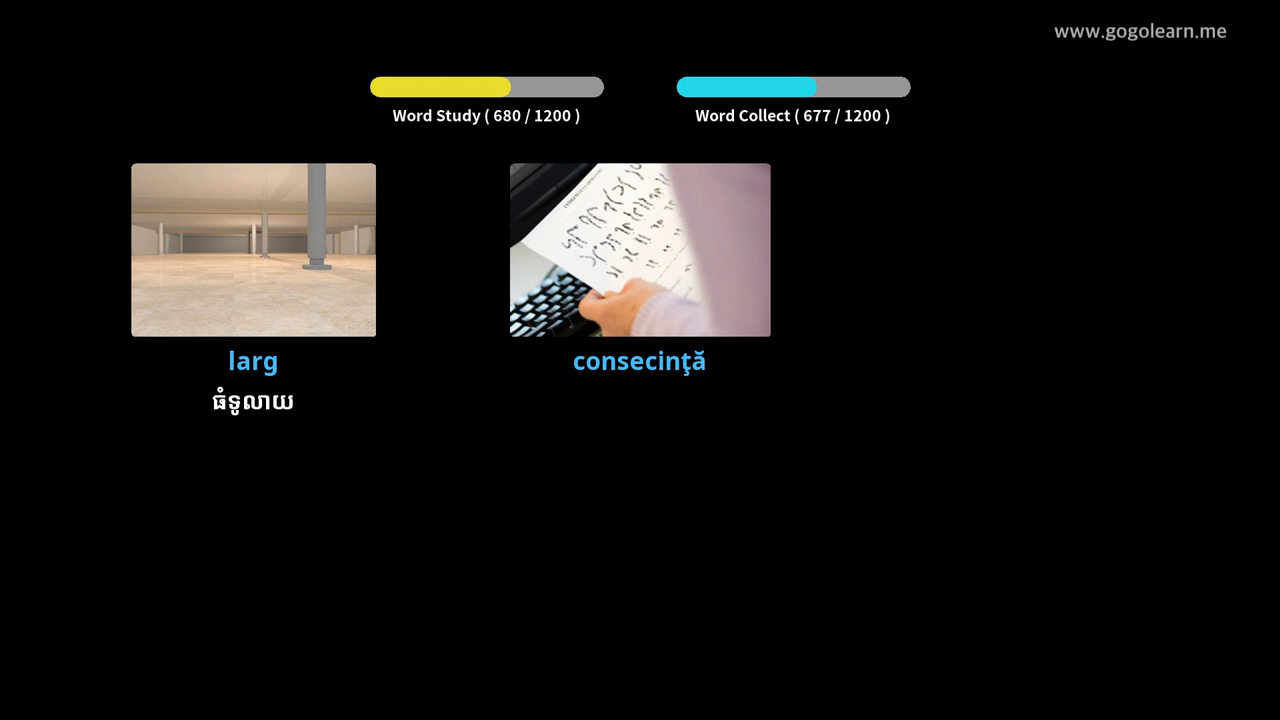 www.gogolearn.me
Word Study ( 680 / 1200 )
Word Collect ( 677 / 1200 )
larg
consecinţă
ធំទូលាយ